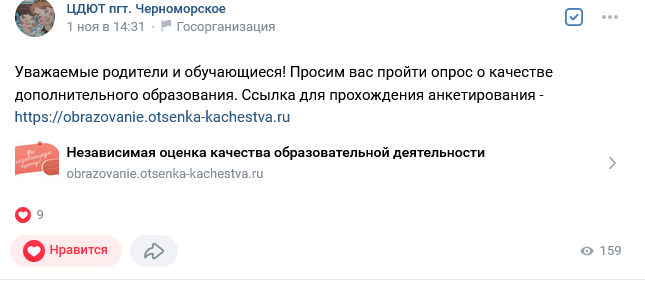 ЦДЮТ пгт. Черноморское
1 ноя в 14:31 · Госорганизация
Уважаемые родители и обучающиеся! Просим вас пройти опрос о качестве
дополнительного образования. Ссылка для прохождения анкетирования -
https://obrazovanie.otsenka-kachestva.ru
Независимая оценка качества образовательной деятельности
obrazovanie.otsenka-kachestva.ru
9
Нравится
159